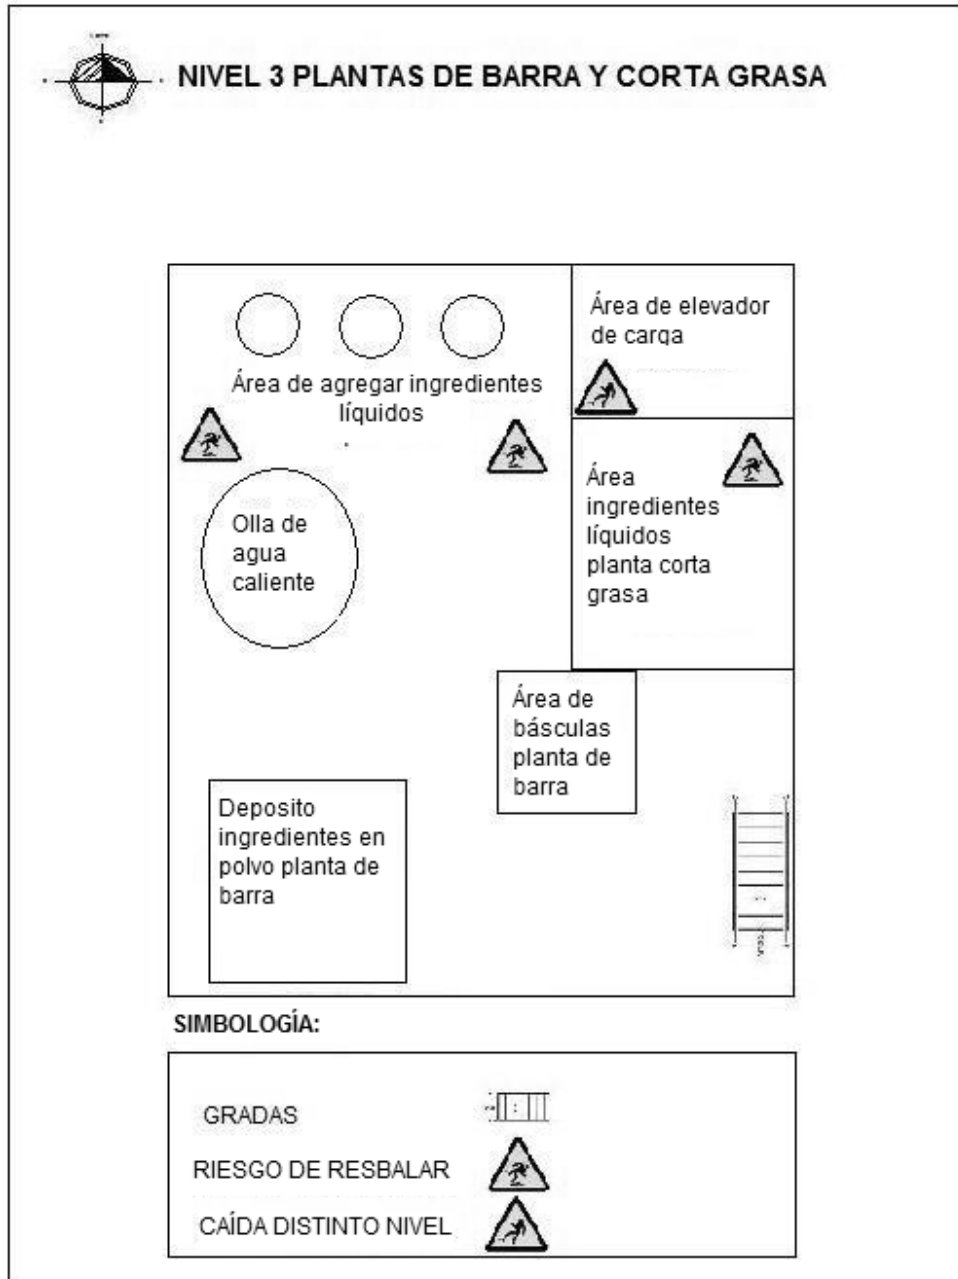 NIVEL 3 PLANTAS DE BARRA Y CORTA GRASA
Área de elevador
de carga
Área de agregar ingredientes
líquidos
Área
ingredientes
líquidos
planta corta
grasa
Olla de
agua
caliente
Área de
básculas
planta de
barra
Deposito
ingredientes en
polvo planta de
barra
SIMBOLOGÍA:
GRADAS
RIESGO DE RESBALAR
CAÍDA DISTINTO NIVEL